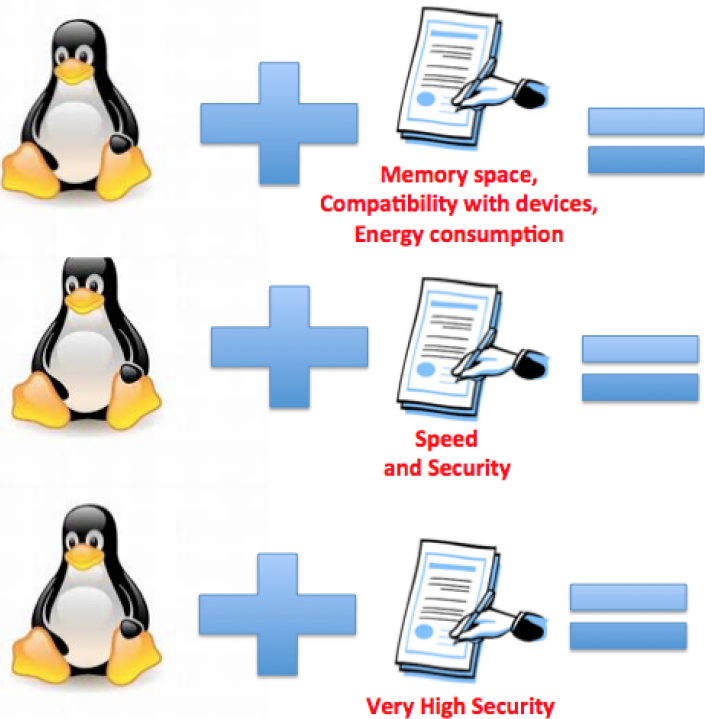 Memory space,
Compatibility with devices,
Energy consumption
Speed
and Security
Very High Security